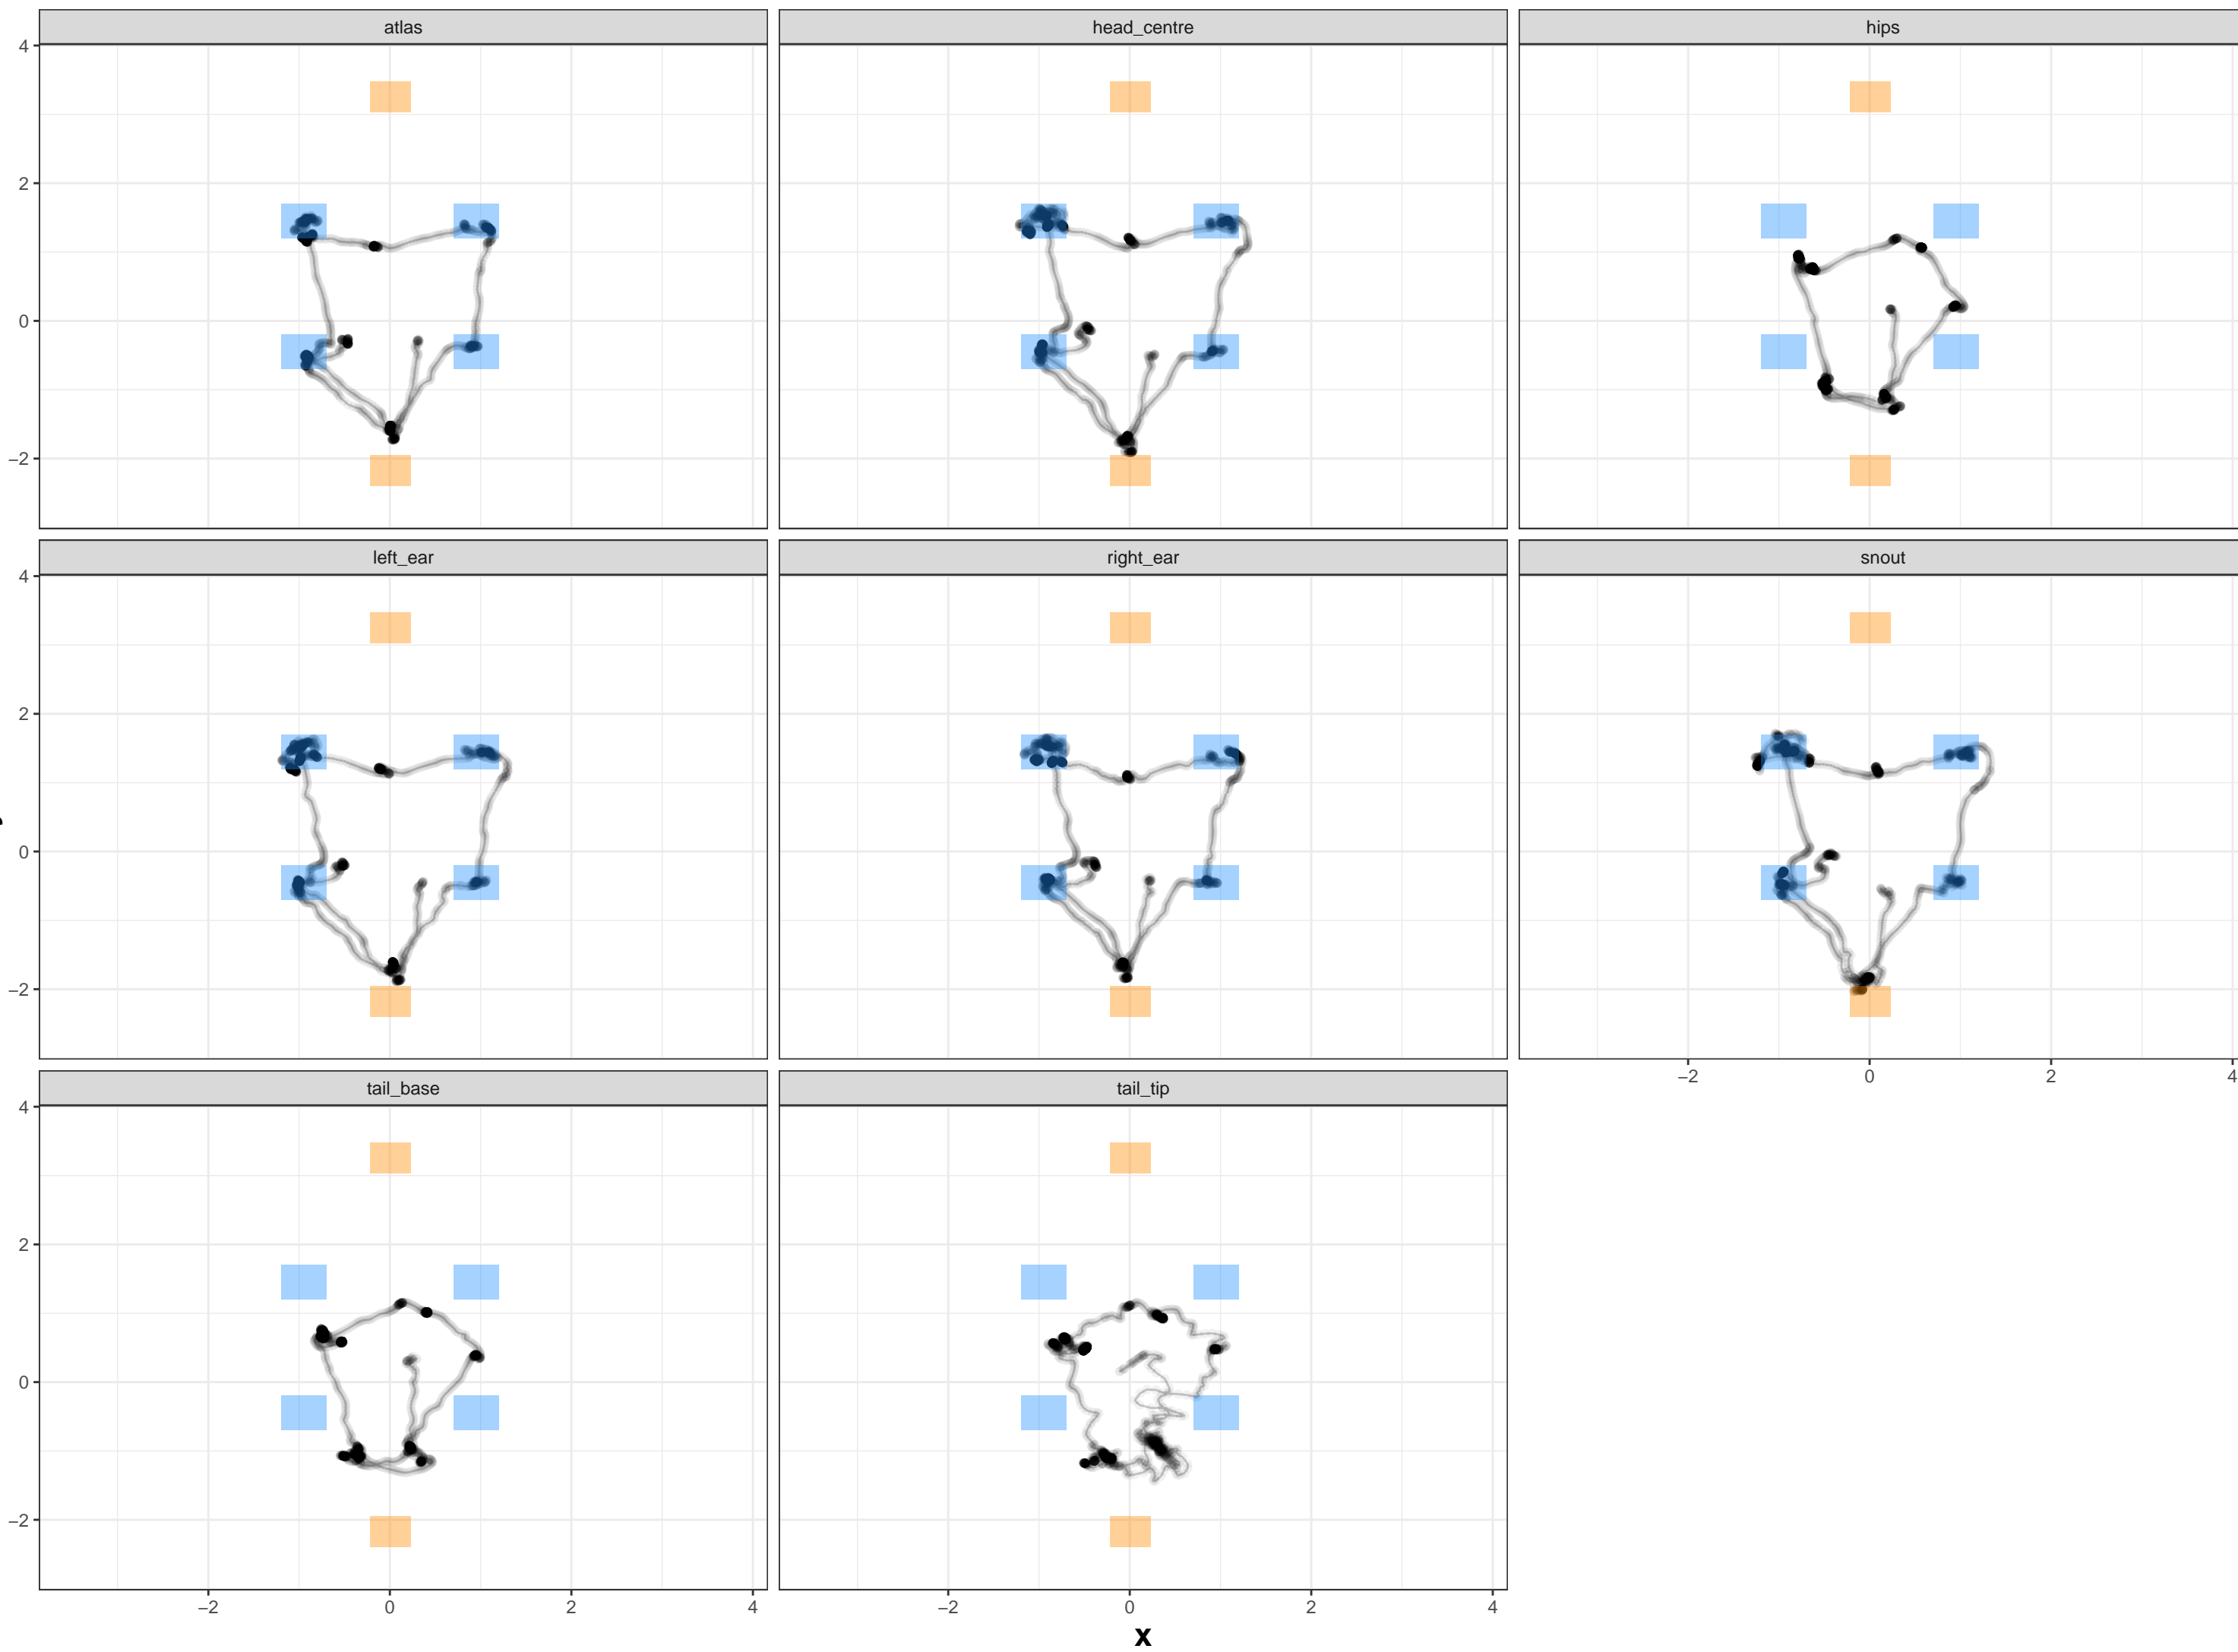 atlas head_centre hips
4
2
0
−2
left_ear right_ear snout
4
2
0
−2
−2 0 2 4
tail_base tail_tip
4
2
0
−2
−2 0 2 4 −2 0 2 4
x